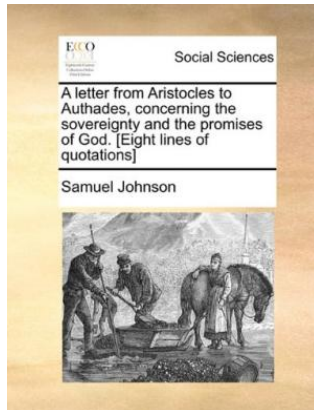 ECCO
Social Sciences
A letter from Aristocles to
Authades, concerning the
sovereignty and the promises
of God. [Eight lines of
quotations]
Samuel Johnson